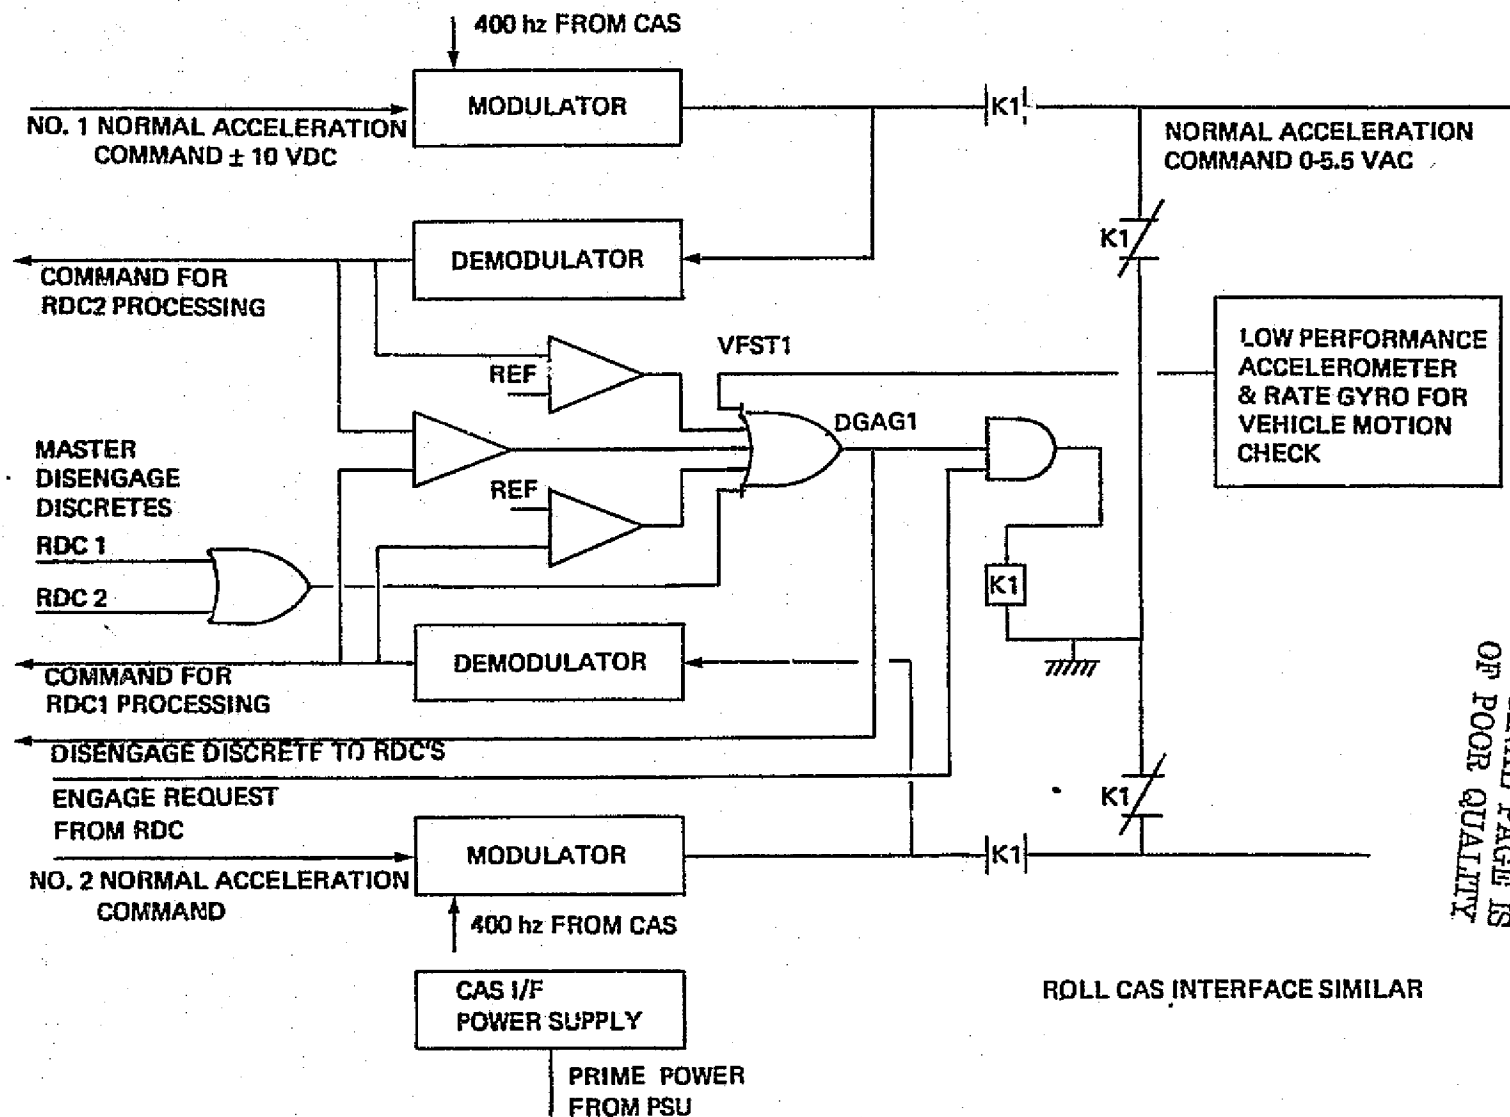 400 hz FROM CAS
MODULATOR
NO. 1 NORMAL ACCELERATION
COMMAND ± 10 VDC
K1
NORMAL ACCELERATION
COMMAND 0-5.5 VAC
DEMODULATOR
COMMAND FOR
RDC2 PROCESSING
K1
VFST1
REF
LOW PERFORMANCE
ACCELEROMETER
& RATE GYRO FOR
VEHICLE MOTION
CHECK
DGAG1
MASTER
DISENGAGE
DISCRETES
REF
RDC 1
RDC 2
K1
DEMODULATOR
COMMAND FOR
RDC1 PROCESSING
DISENGAGE DISCRETE TO RDC'S
ENGAGE REQUEST
FROM RDC
K1
MODULATOR
K1
NO. 2 NORMAL ACCELERATION
COMMAND
400 hz FROM CAS
CAS I/F
POWER SUPPLY
ROLL CAS INTERFACE SIMILAR
PRIME POWER
FROM PSU
PAGE IS
OF POOR QUALITY